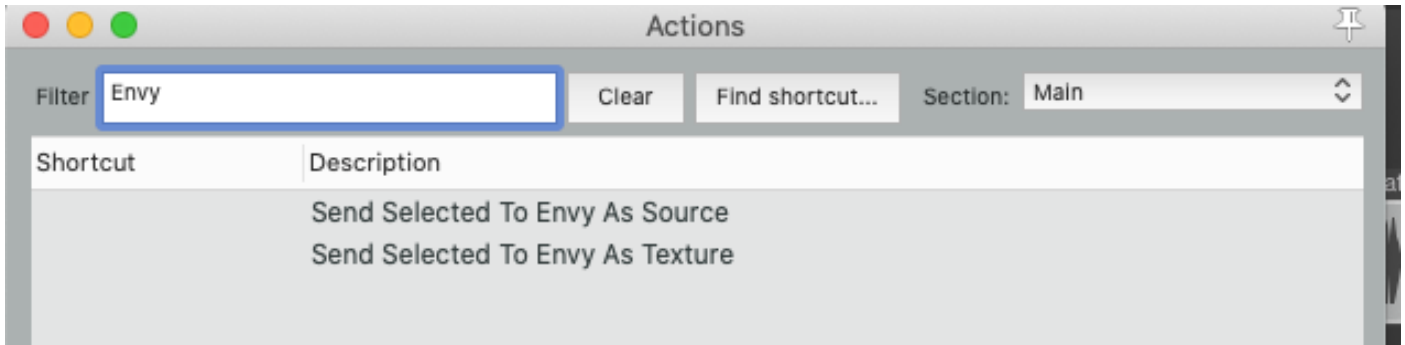 Actions
Filter Envy Clear Find shortcut... Section: Main
Shortcut Description
Send Selected To Envy As Source
Send Selected To Envy As Texture